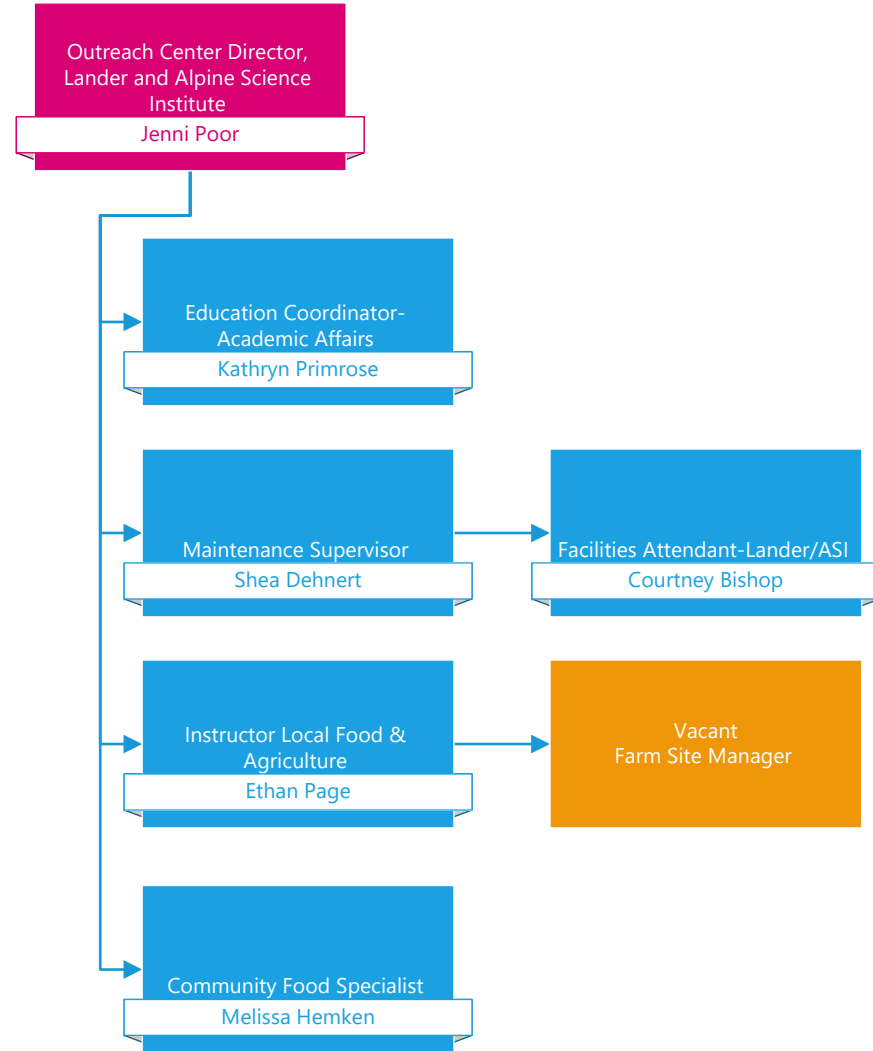 Outreach Center Director,
Lander and Alpine Science
Institute
Jenni Poor
Education Coordinator-
Academic Affairs
Kathryn Primrose
Maintenance Supervisor
Shea Dehnert
Facilities Attendant-Lander/ASI
Courtney Bishop
Instructor Local Food &
Agriculture
Ethan Page
Vacant
Farm Site Manager
Community Food Specialist
Melissa Hemken